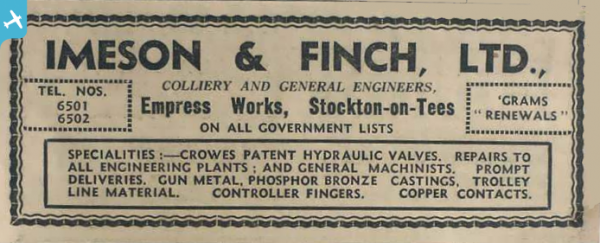 IMESON & FINCH, LTD.,
COLLIERY AND GENERAL ENGINEERS,
TEL. NOS.
6501
6502
Empress Works, Stockton-on-Tees
'GRAMS
"RENEWALS"
ON ALL GOVERNMENT LISTS
SPECIALITIES :—CROWES PATENT HYDRAULIC VALVES. REPAIRS TO
ALL ENGINEERING PLANTS ; AND GENERAL MACHINISTS. PROMPT
DELIVERIES. GUN METAL, PHOSPHOR BRONZE CASTINGS, TROLLEY
LINE MATERIAL. CONTROLLER FINGERS. COPPER CONTACTS.